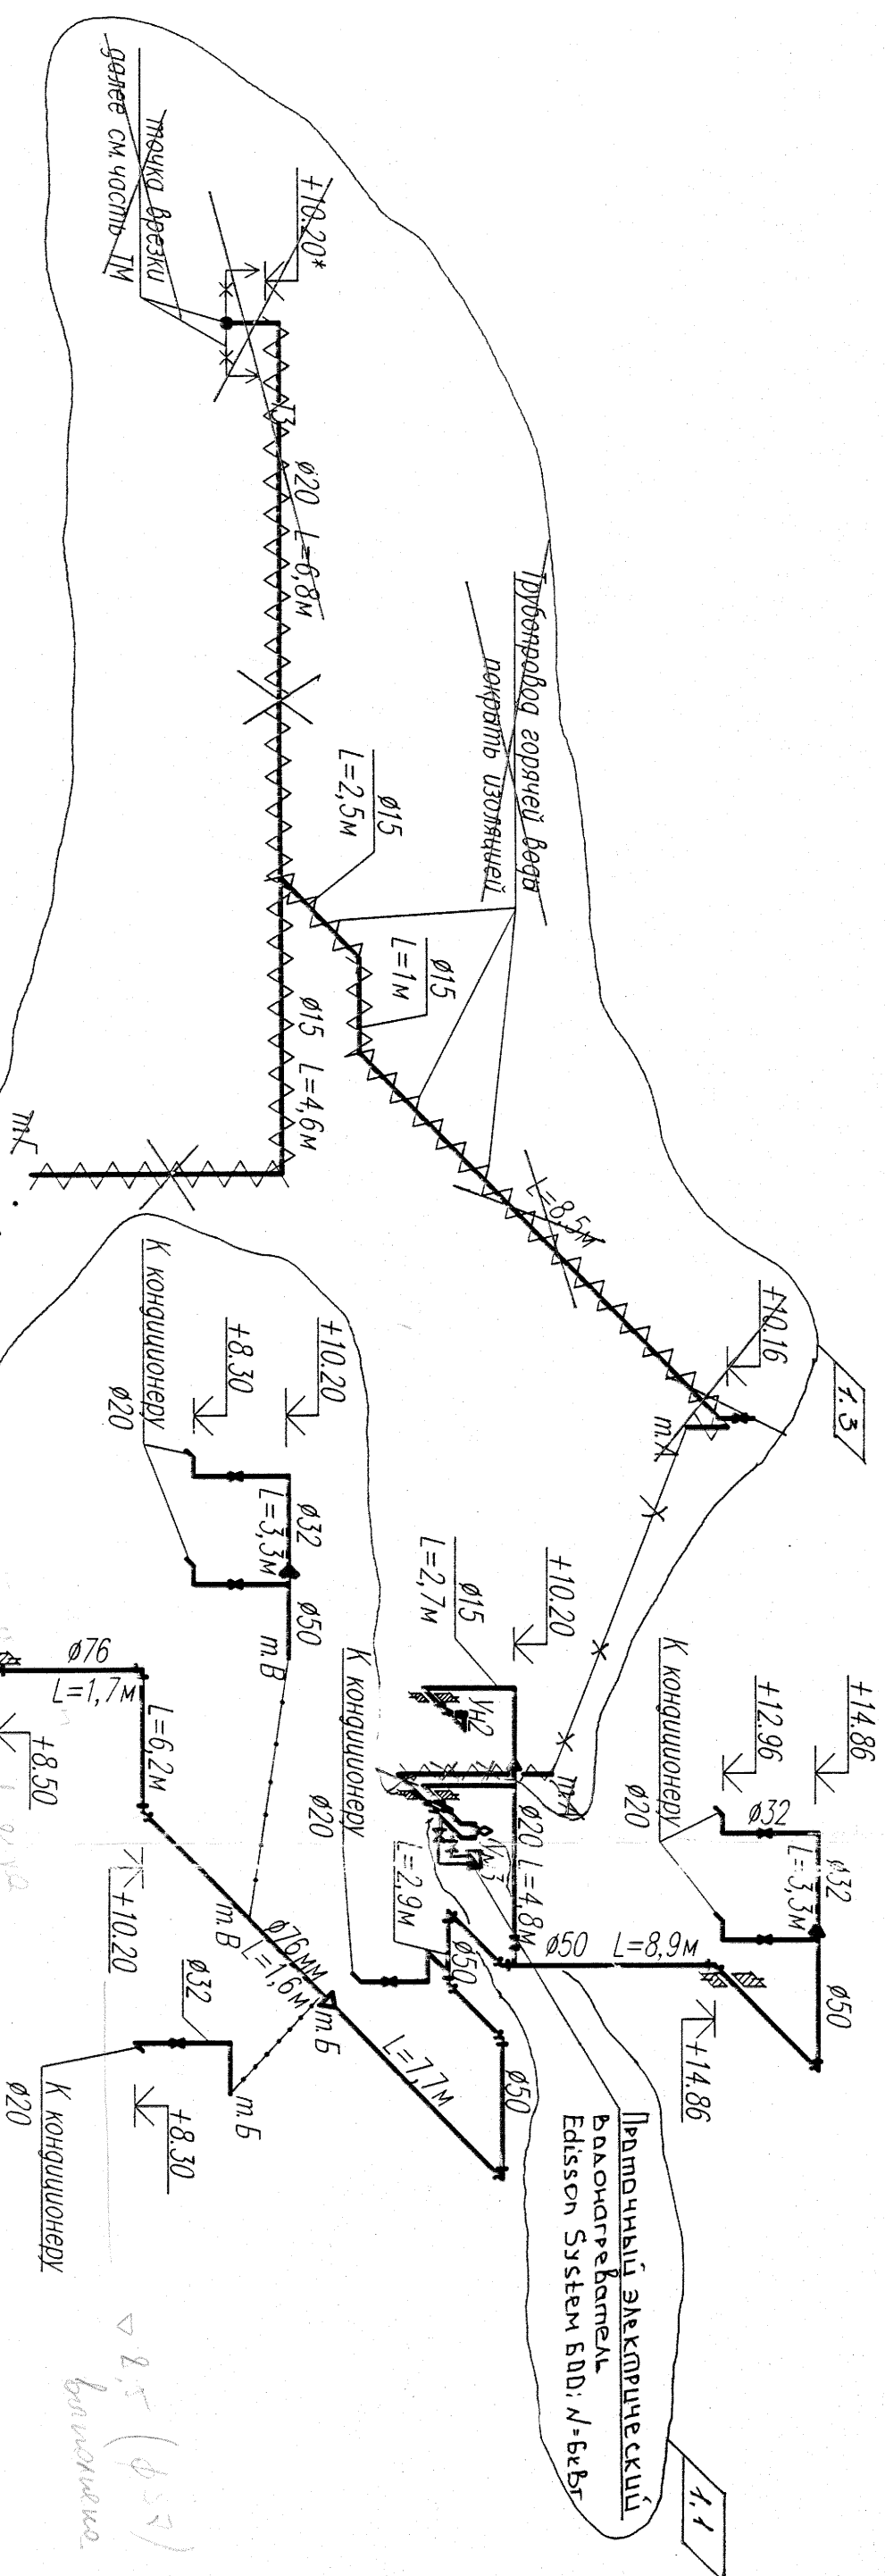 1.3
+10.16
т.А
+10.20*
точка врезки
далее см. часть ТМ
Т3
ø20 L=6,8м
Трубопровод горячей воды
покрыть изоляцией
ø15
L=2,5м
ø15
L=1м
L=8,5м
ø15 L=4,6м
т.Г
+14.86
+12.96
К кондиционеру
ø20
ø32
ø32
L=3,3м
ø50
+14.86
ø50 L=8,9м
+10.20
ø15
L=2,7м
Ун2
т.А
ø20 L=4,8м
К кондиционеру
ø20
L=2,9м
ø50
ø50
L=7,7м
+10.20
+8.30
К кондиционеру
ø20
ø32
L=3,3м
ø50
т.В
ø76
L=1,7м
L=6,2м
+8.50
+10.20
т.В
ø76мм
L=1,6м
т.Б
ø32
т.Б
+8.30
К кондиционеру
ø20
Проточный электрический
водонагреватель
Edisson System 600; N=6кВт
1.1
выполнено